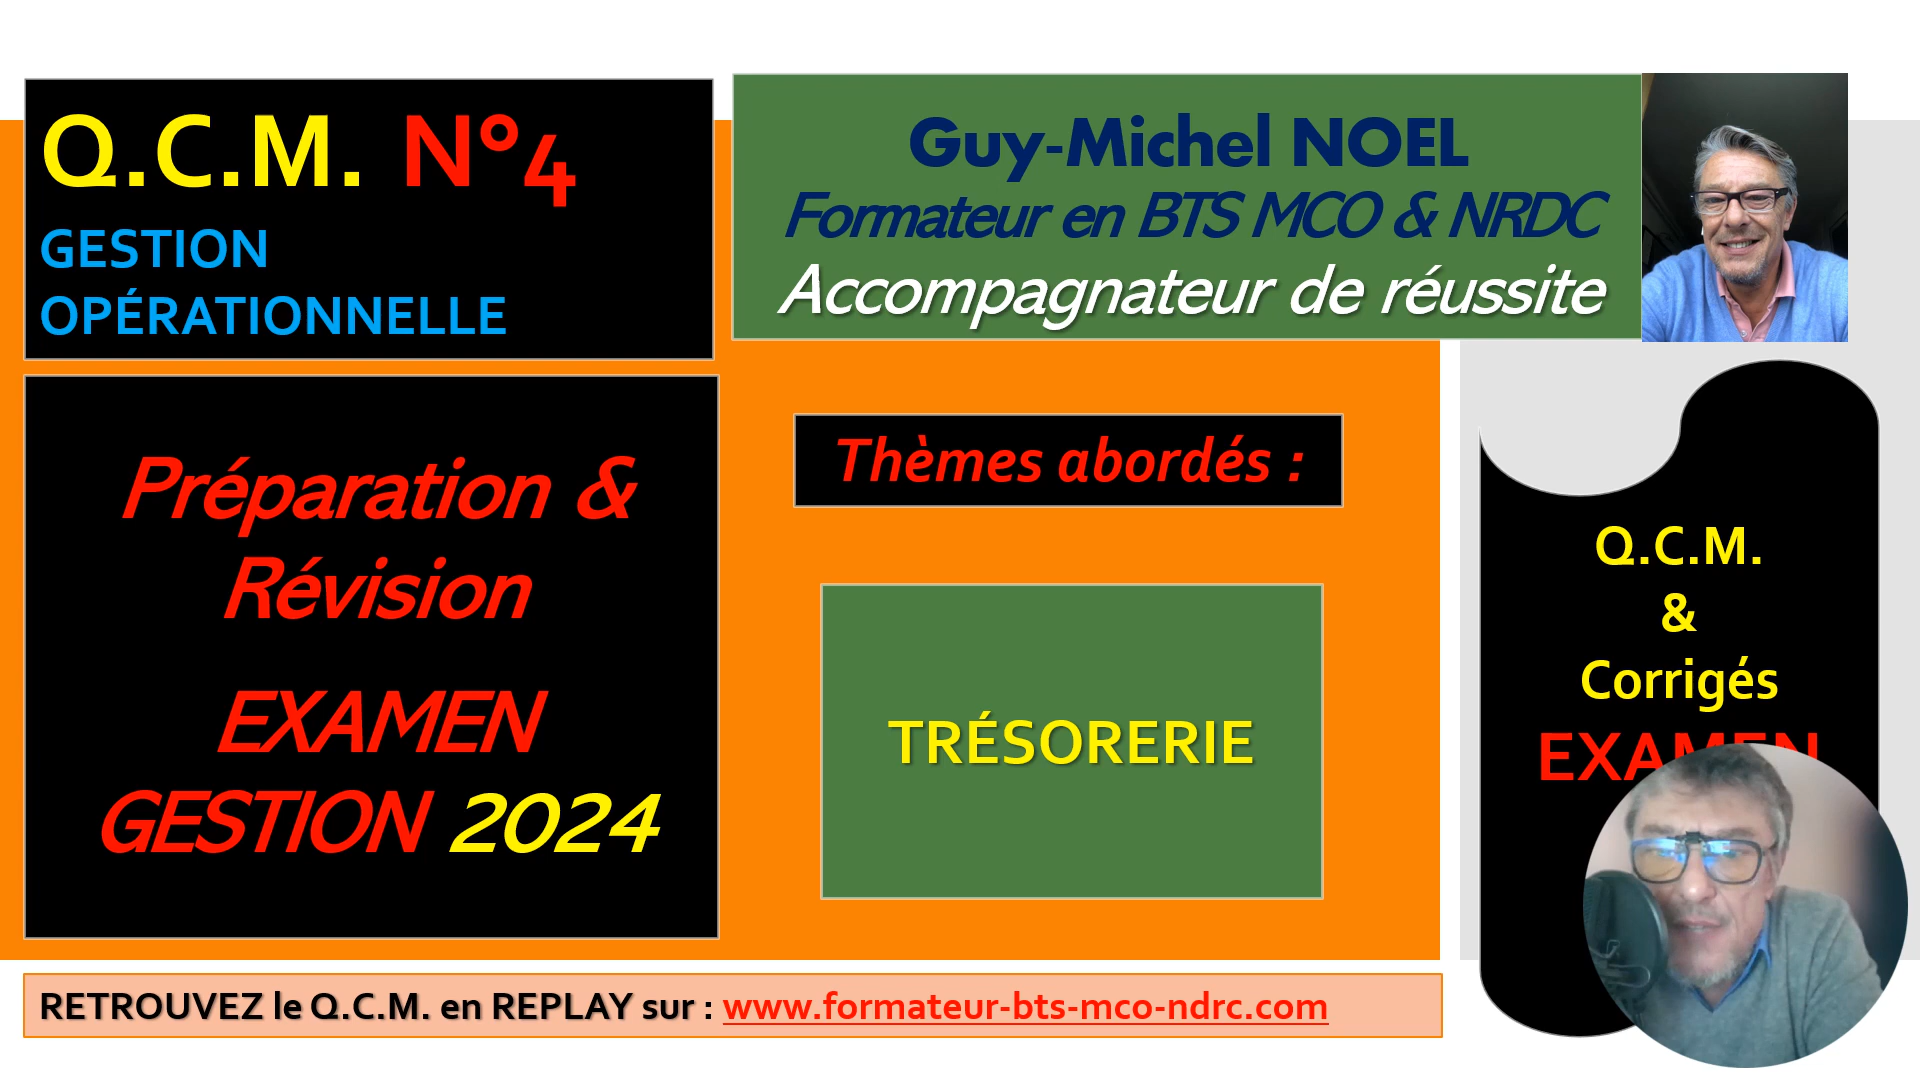 Q.C.M. N°4
GESTION
OPÉRATIONNELLE
Guy-Michel NOEL
Formateur en BTS MCO & NRDC
Accompagnateur de réussite
Préparation &
Révision
EXAMEN
GESTION 2024
Thèmes abordés :
TRÉSORERIE
Q.C.M.
&
Corrigés
EXAMEN
RETROUVEZ le Q.C.M. en REPLAY sur : www.formateur-bts-mco-ndrc.com